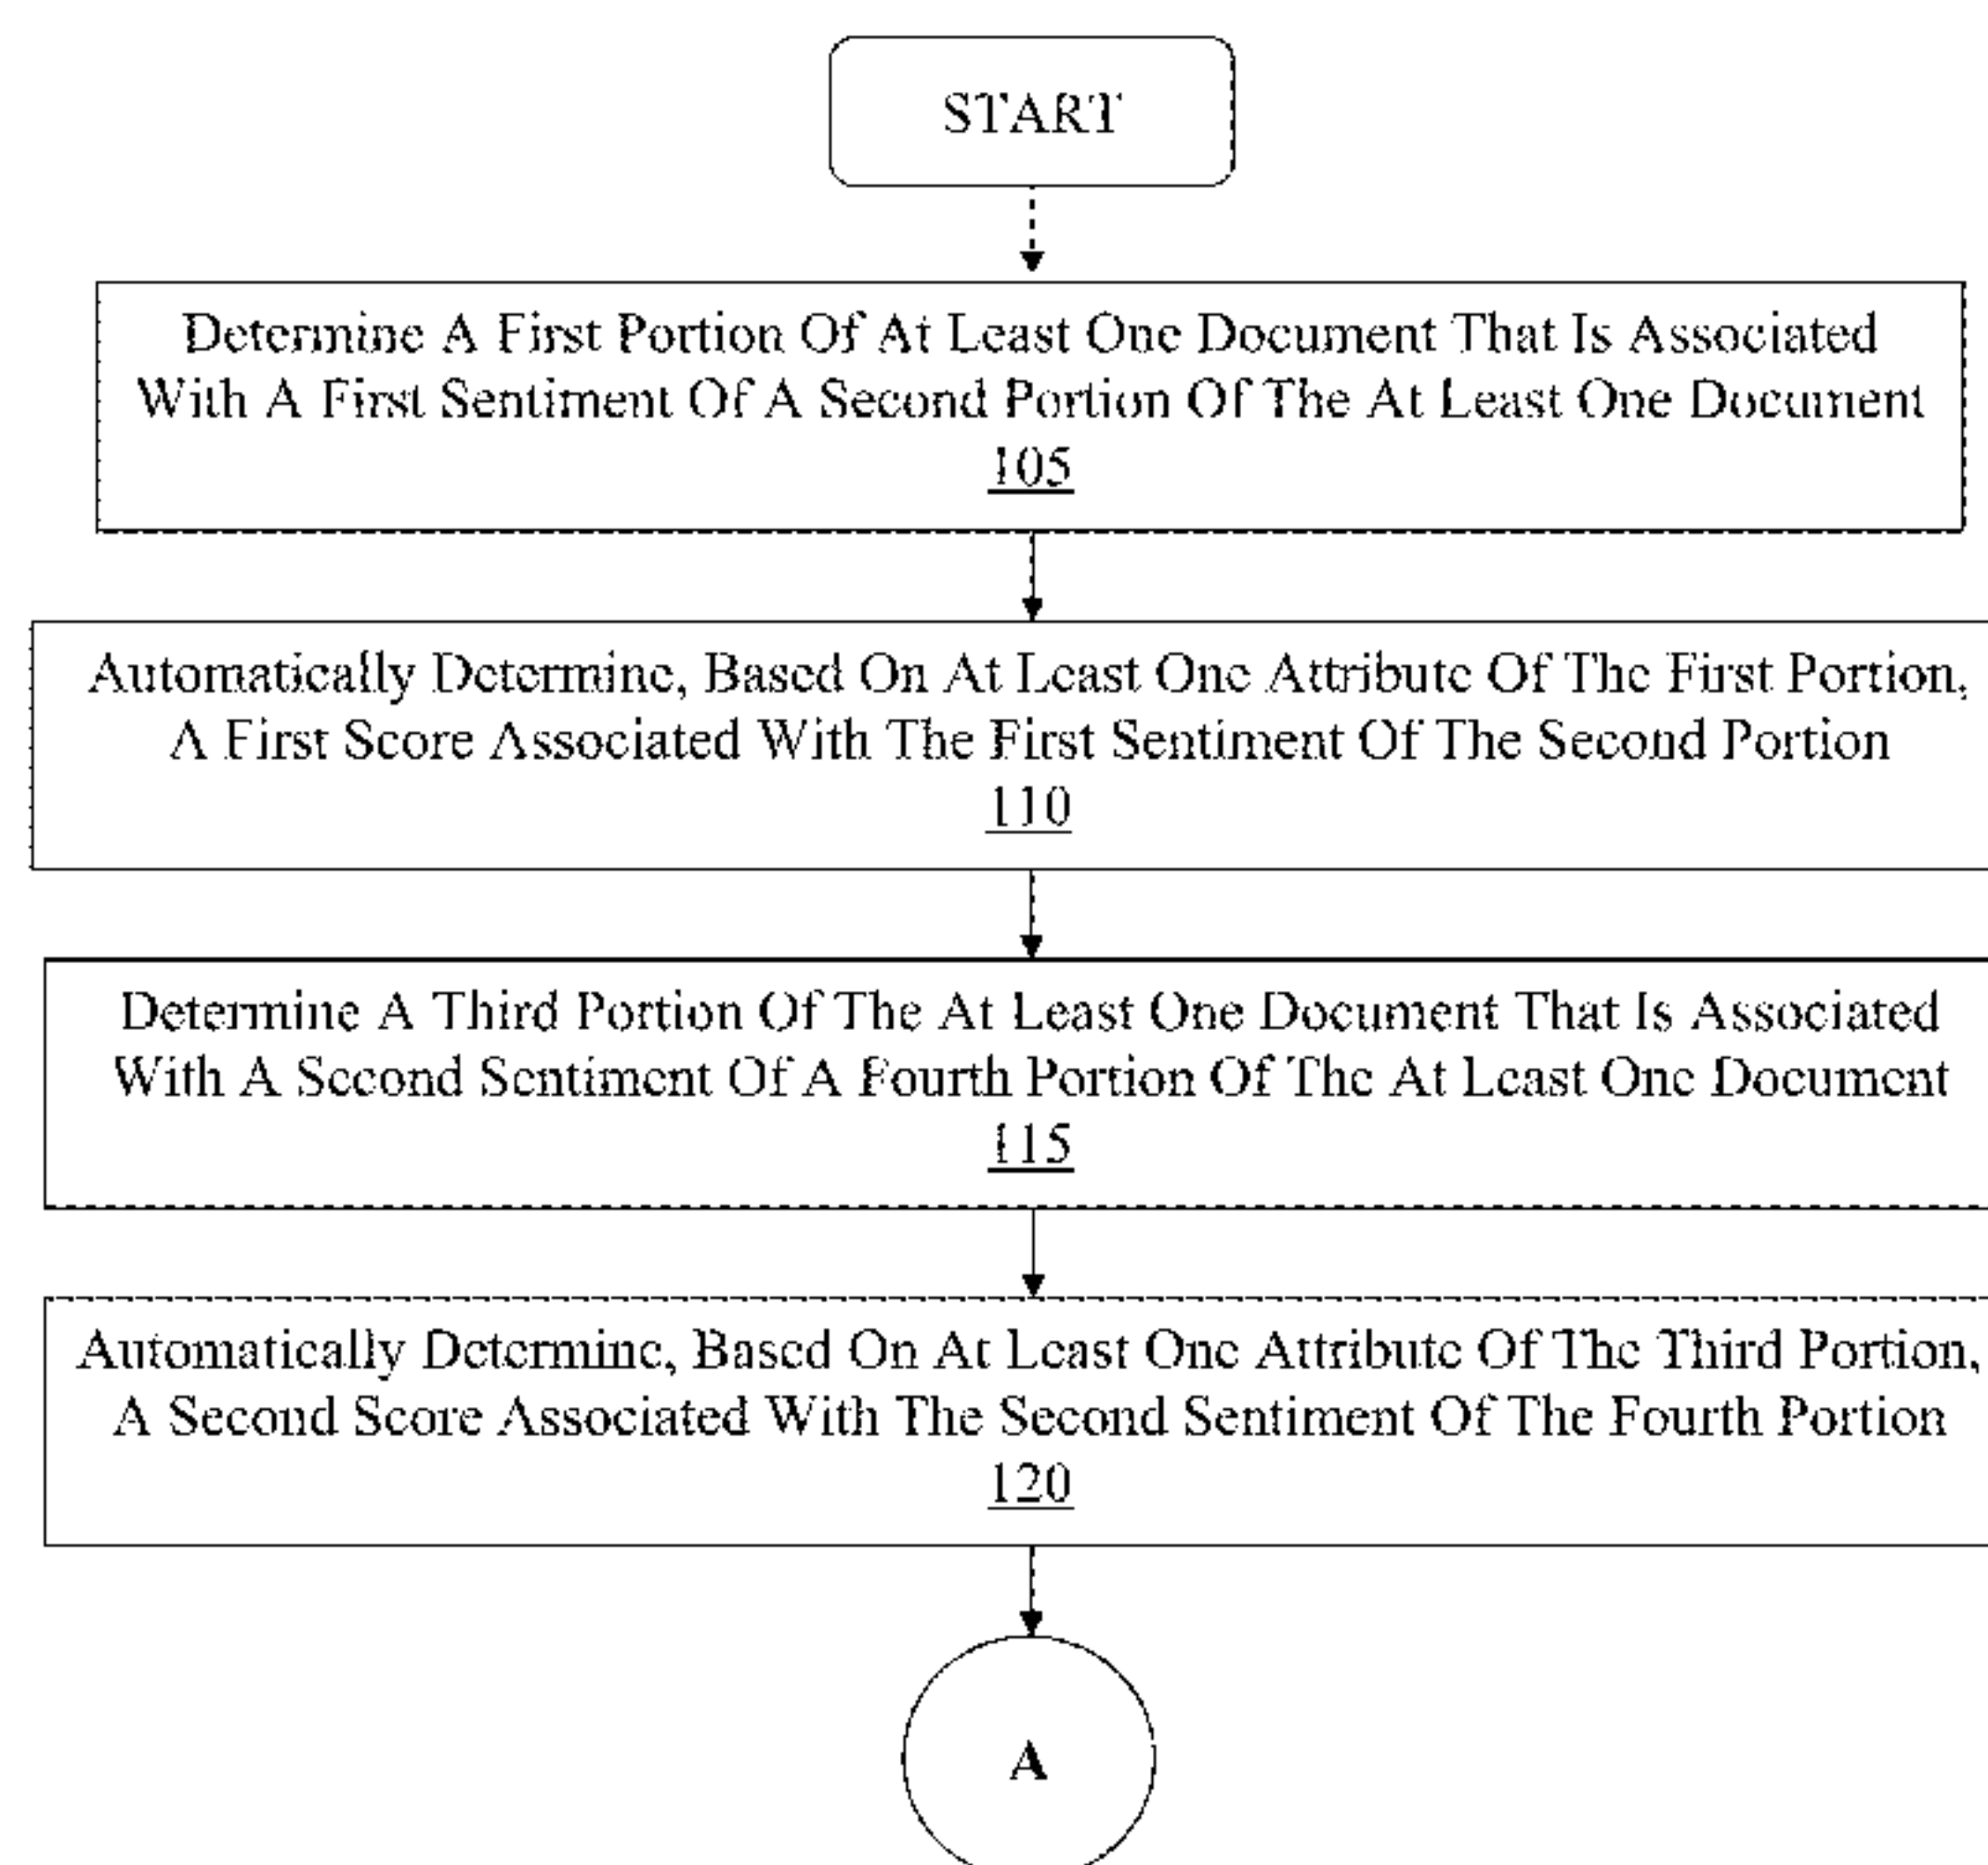 START
Determine A First Portion Of At Least One Document That Is Associated
With A First Sentiment Of A Second Portion Of The At Least One Document
105
Automatically Determine, Based On At Least One Attribute Of The First Portion,
A First Score Associated With The First Sentiment Of The Second Portion
110
Determine A Third Portion Of The At Least One Document That Is Associated
With A Second Sentiment Of A Fourth Portion Of The At Least One Document
115
Automatically Determine, Based On At Least One Attribute Of The Third Portion,
A Second Score Associated With The Second Sentiment Of The Fourth Portion
120
A